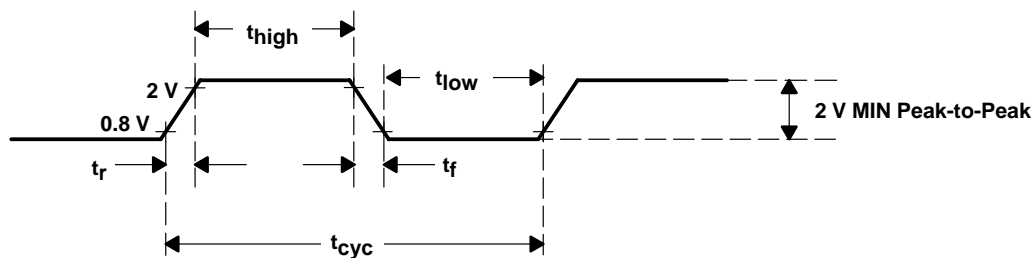 thigh
2 V
tlow
0.8 V
2 V MIN Peak-to-Peak
tr
tf
tcyc